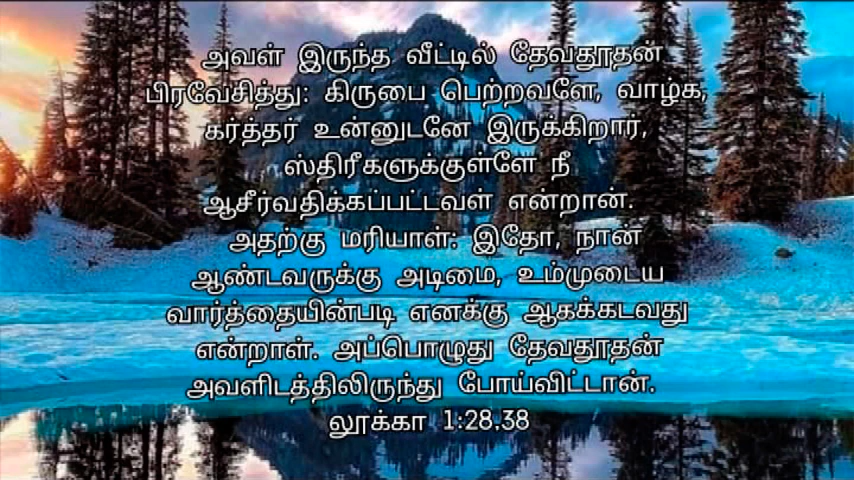 அவள் இருந்த வீட்டில் தேவதூதன்
பிரவேசித்து: கிருபை பெற்றவளே, வாழ்க,
கர்த்தர் உன்னுடனே இருக்கிறார்,
ஸ்திரீகளுக்குள்ளே நீ
ஆசீர்வதிக்கப்பட்டவள் என்றான்.
அதற்கு மரியாள்: இதோ, நான்
ஆண்டவருக்கு அடிமை, உம்முடைய
வார்த்தையின்படி எனக்கு ஆகக்கடவது
என்றாள். அப்பொழுது தேவதூதன்
அவளிடத்திலிருந்து போய்விட்டான்.
லூக்கா 1:28,38